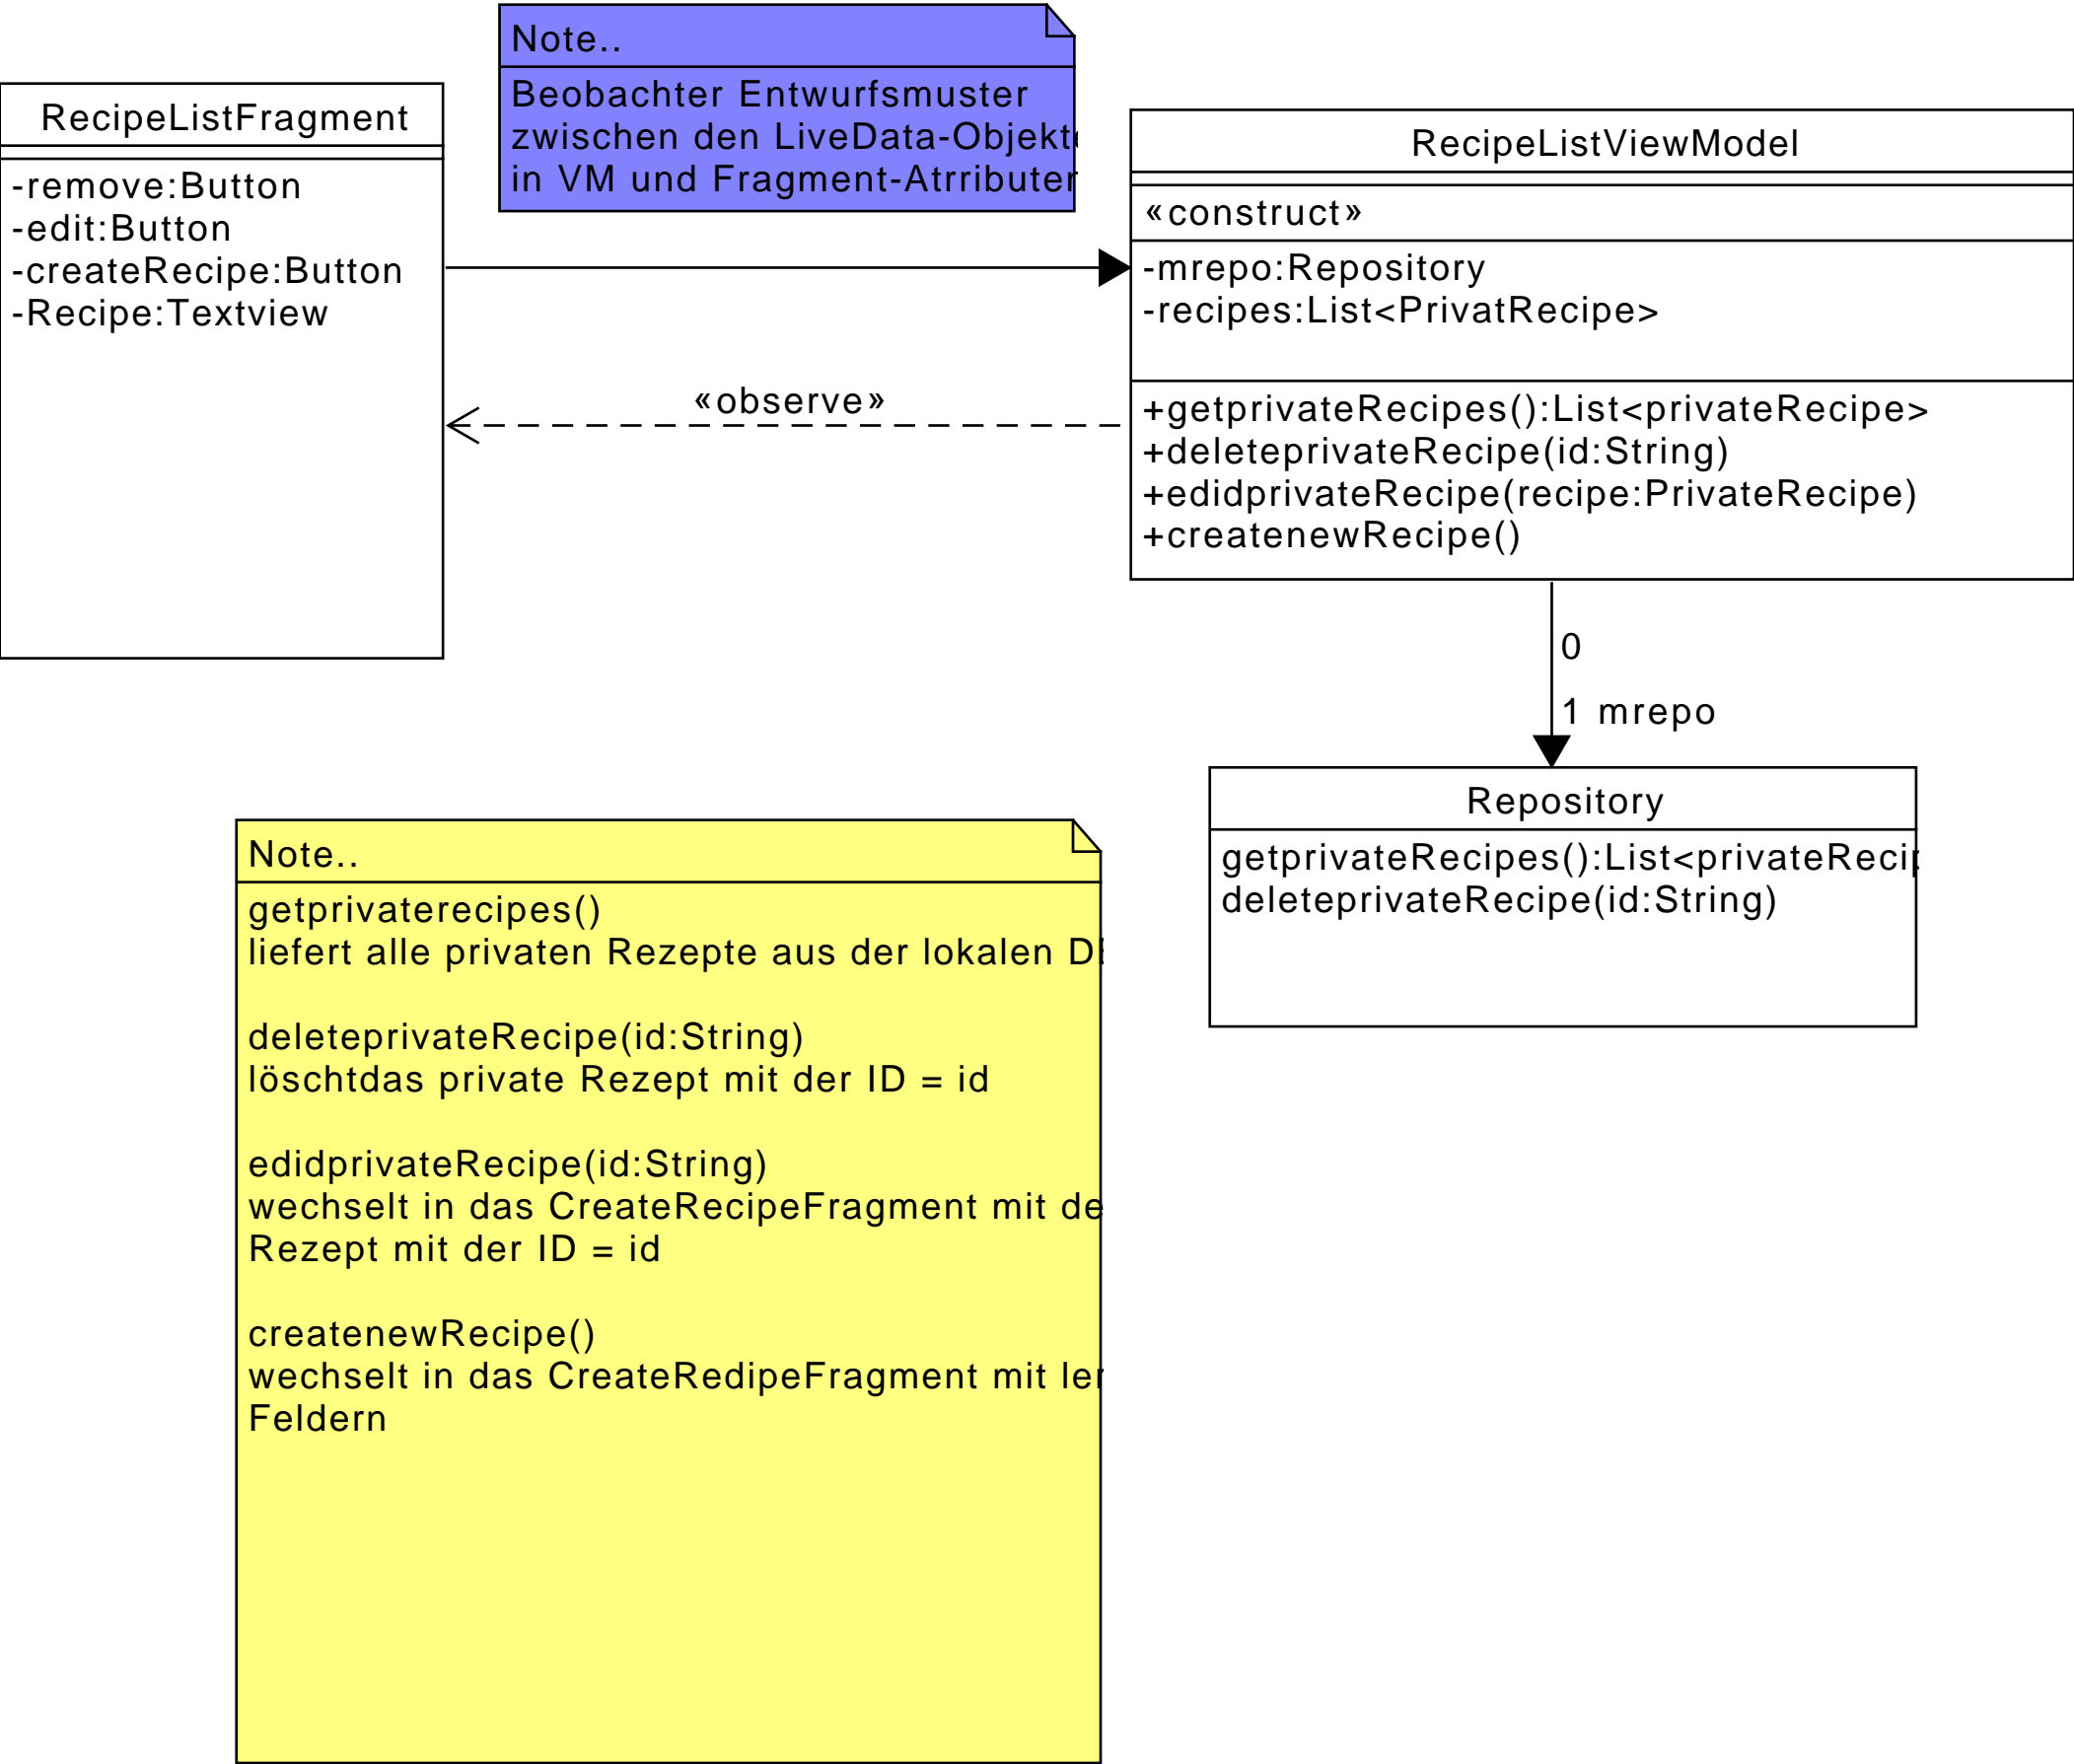 Note..
Beobachter Entwurfsmuster
zwischen den LiveData-Objekte
in VM und Fragment-Atrributen
RecipeListFragment
-remove:Button
-edit:Button
-createRecipe:Button
-Recipe:Textview
RecipeListViewModel
«construct»
-mrepo:Repository
-recipes:List<PrivatRecipe>
+getprivateRecipes():List<privateRecipe>
+deleteprivateRecipe(id:String)
+edidprivateRecipe(recipe:PrivateRecipe)
+createnewRecipe()
«observe»
0
1 mrepo
Repository
getprivateRecipes():List<privateRecip
deleteprivateRecipe(id:String)
Note..
getprivaterecipes()
liefert alle privaten Rezepte aus der lokalen
deleteprivateRecipe(id:String)
löschtdas private Rezept mit der ID = id
edidprivateRecipe(id:String)
wechselt in das CreateRecipeFragment mit de
Rezept mit der ID = id
createnewRecipe()
wechselt in das CreateRedipeFragment mit
Feldern